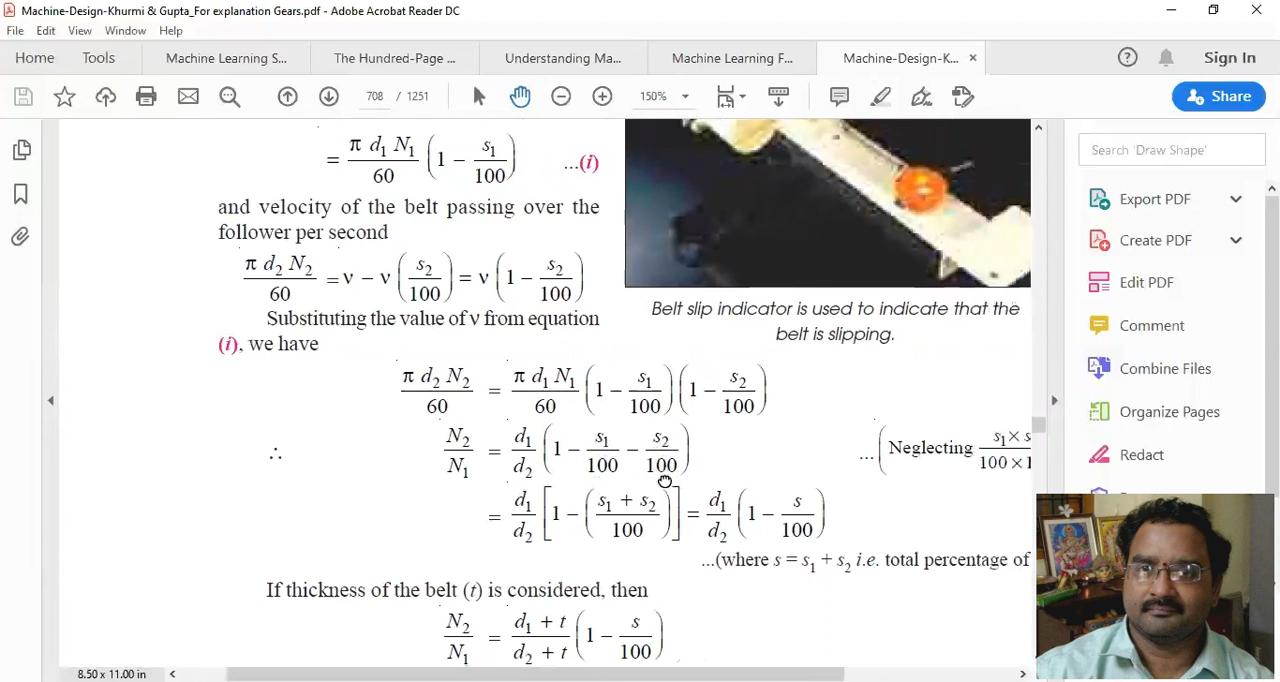 Machine-Design-Khurmi & Gupta_For explanation Gears.pdf - Adobe Acrobat Reader DC
File Edit View Window Help
Home Tools Machine Learning S... The Hundred-Page ... Understanding Ma... Machine Learning F... Machine-Design-K... × Sign In
708 / 1251 150% Share
= π d1 N1 / 60 (1 − s1/100) ...(i)
and velocity of the belt passing over the
follower per second
π d2 N2 / 60 = ν − ν (s2/100) = ν (1 − s2/100)
Substituting the value of ν from equation
(i), we have
Belt slip indicator is used to indicate that the
belt is slipping.
π d2 N2 / 60 = π d1 N1 / 60 (1 − s1/100) (1 − s2/100)
∴ N2/N1 = d1/d2 (1 − s1/100 − s2/100) ...(Neglecting s1 × s / 100 × 1
= d1/d2 [1 − (s1 + s2 / 100)] = d1/d2 (1 − s/100)
...(where s = s1 + s2 i.e. total percentage of
If thickness of the belt (t) is considered, then
N2/N1 = d1 + t / d2 + t (1 − s/100)
Search 'Draw Shape'
Export PDF
Create PDF
Edit PDF
Comment
Combine Files
Organize Pages
Redact
8.50 x 11.00 in